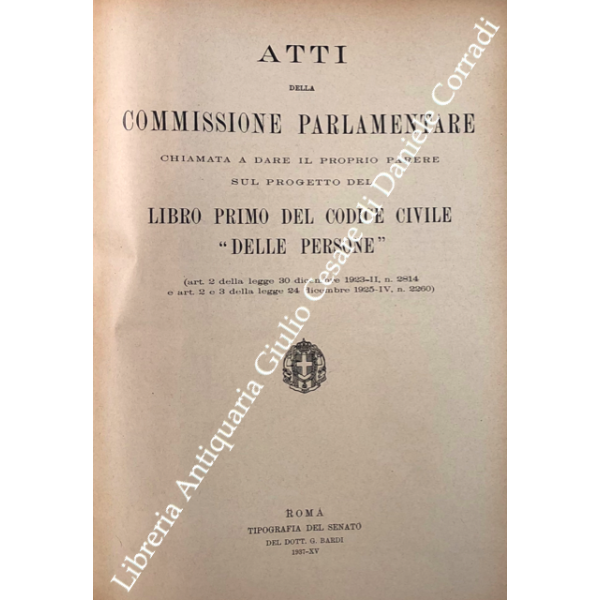 ATTI
DELLA
COMMISSIONE PARLAMENTARE
CHIAMATA A DARE IL PROPRIO PARERE
SUL PROGETTO DEL
LIBRO PRIMO DEL CODICE CIVILE
“DELLE PERSONE”
(art. 2 della legge 30 dicembre 1923-II, n. 2814
e art. 2 e 3 della legge 24 dicembre 1925-IV, n. 2260)
ROMA
TIPOGRAFIA DEL SENATO
DEL DOTT. G. BARDI
1937-XV
Libreria Antiquaria Giulio Cesare di Daniele Corradi